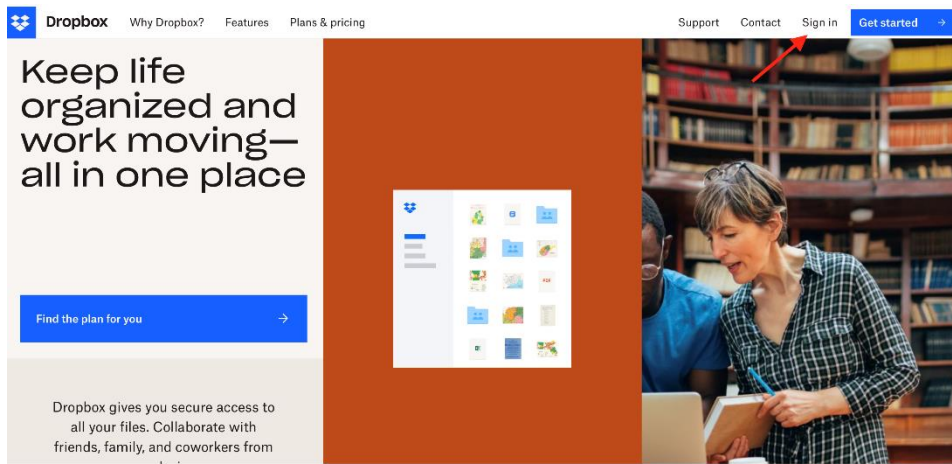 Dropbox Why Dropbox? Features Plans & pricing Support Contact Sign in Get started →
Keep life
organized and
work moving—
all in one place
Find the plan for you →
Dropbox gives you secure access to
all your files. Collaborate with
friends, family, and coworkers from